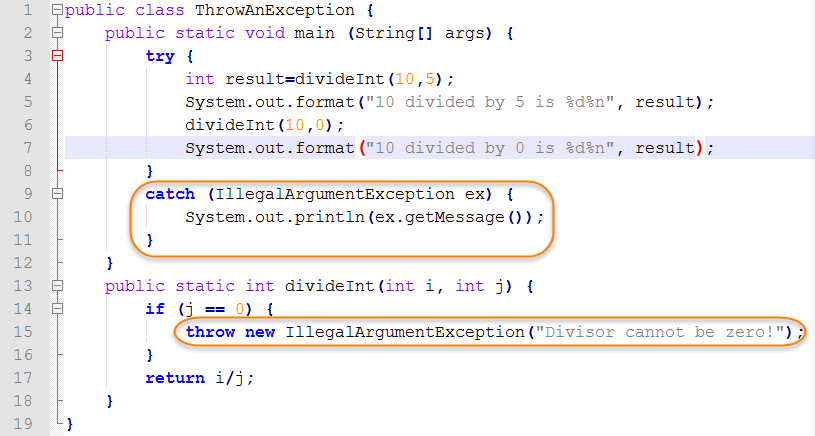 1 public class ThrowAnException {
2     public static void main (String[] args) {
3         try {
4             int result=divideInt(10,5);
5             System.out.format("10 divided by 5 is %d%n", result);
6             divideInt(10,0);
7             System.out.format("10 divided by 0 is %d%n", result);
8         }
9         catch (IllegalArgumentException ex) {
10             System.out.println(ex.getMessage());
11         }
12     }
13     public static int divideInt(int i, int j) {
14         if (j == 0) {
15             throw new IllegalArgumentException("Divisor cannot be zero!");
16         }
17         return i/j;
18     }
19 }